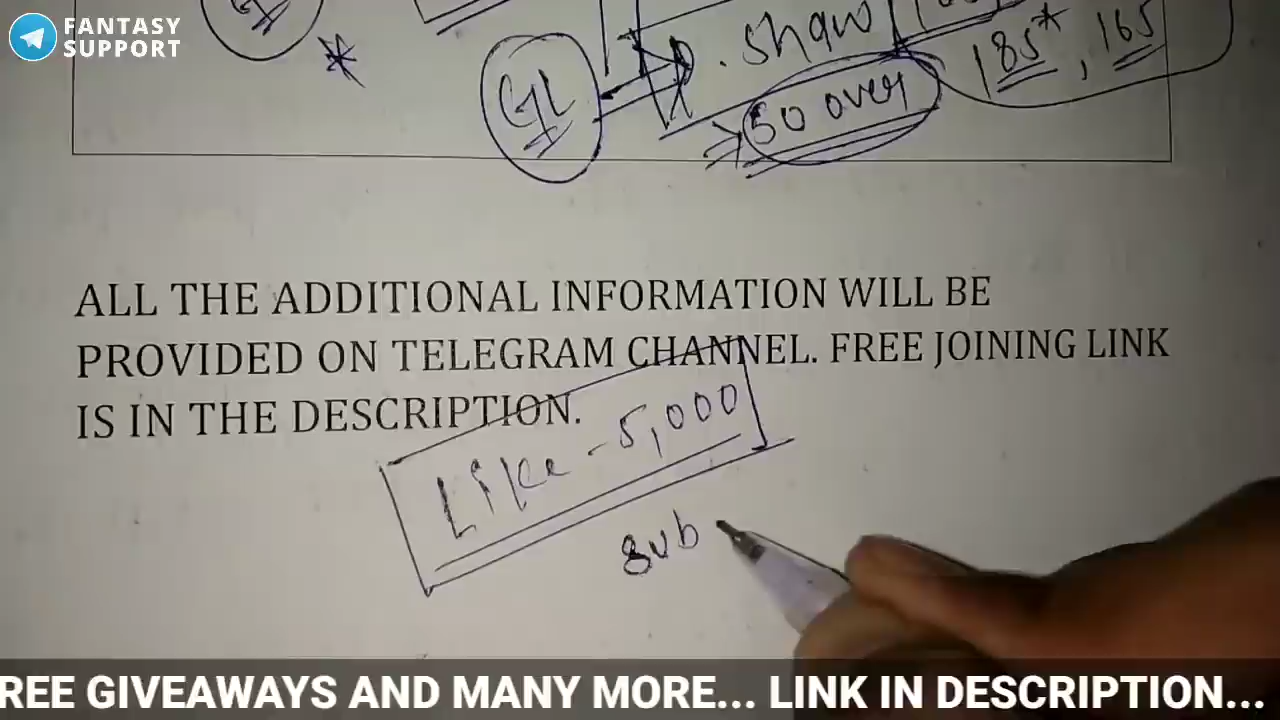 FANTASY
SUPPORT
GL
P. Shaw
185*, 165
50 over
ALL THE ADDITIONAL INFORMATION WILL BE
PROVIDED ON TELEGRAM CHANNEL. FREE JOINING LINK
IS IN THE DESCRIPTION.
Like - 5,000
sub
REE GIVEAWAYS AND MANY MORE... LINK IN DESCRIPTION...